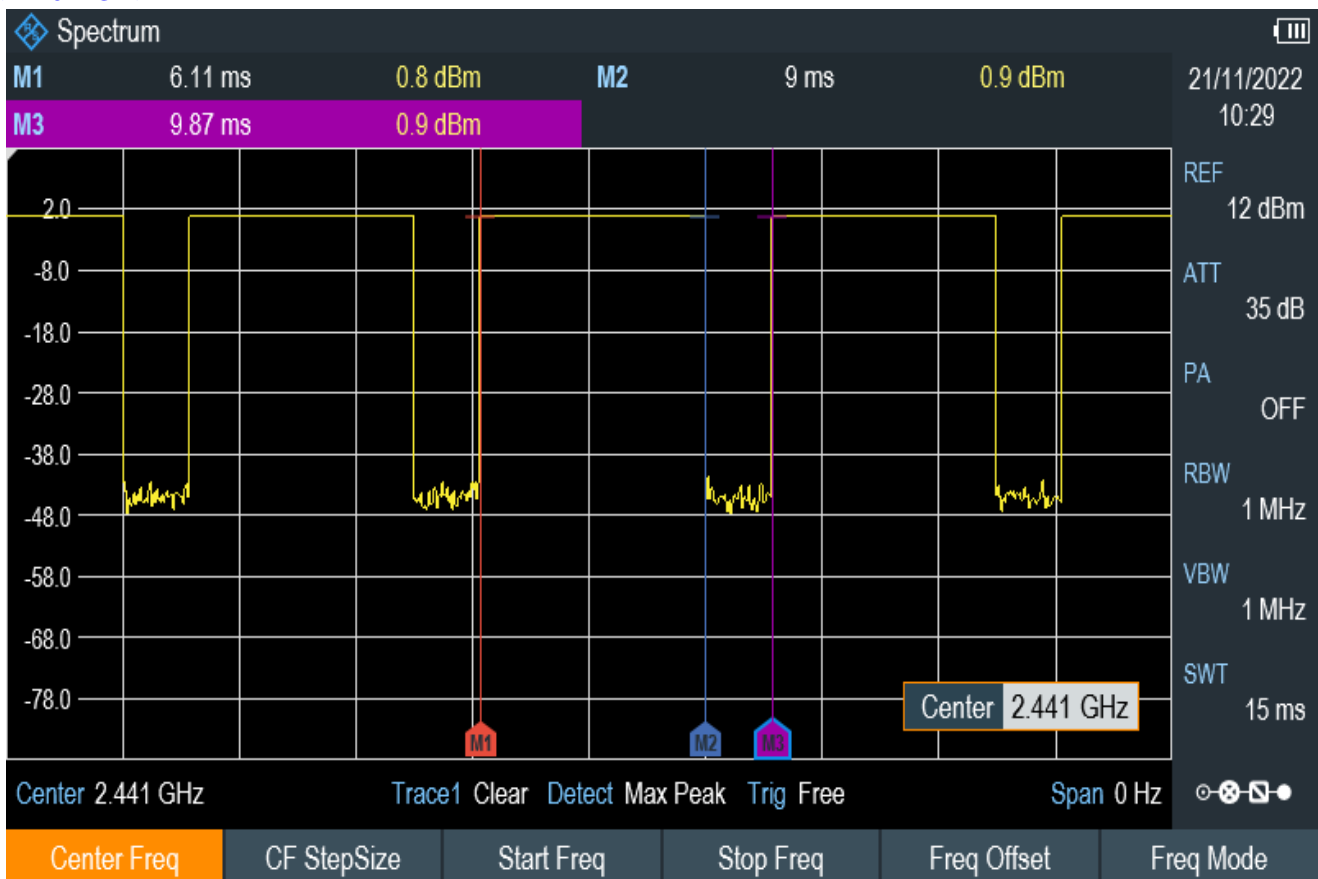 Spectrum
M1 6.11 ms 0.8 dBm M2 9 ms 0.9 dBm
M3 9.87 ms 0.9 dBm
21/11/2022
10:29
2.0
-8.0
-18.0
-28.0
-38.0
-48.0
-58.0
-68.0
-78.0
M1 M2 M3
Center 2.441 GHz
REF
12 dBm
ATT
35 dB
PA
OFF
RBW
1 MHz
VBW
1 MHz
SWT
15 ms
Center 2.441 GHz Trace1 Clear Detect Max Peak Trig Free Span 0 Hz
Center Freq CF StepSize Start Freq Stop Freq Freq Offset Freq Mode